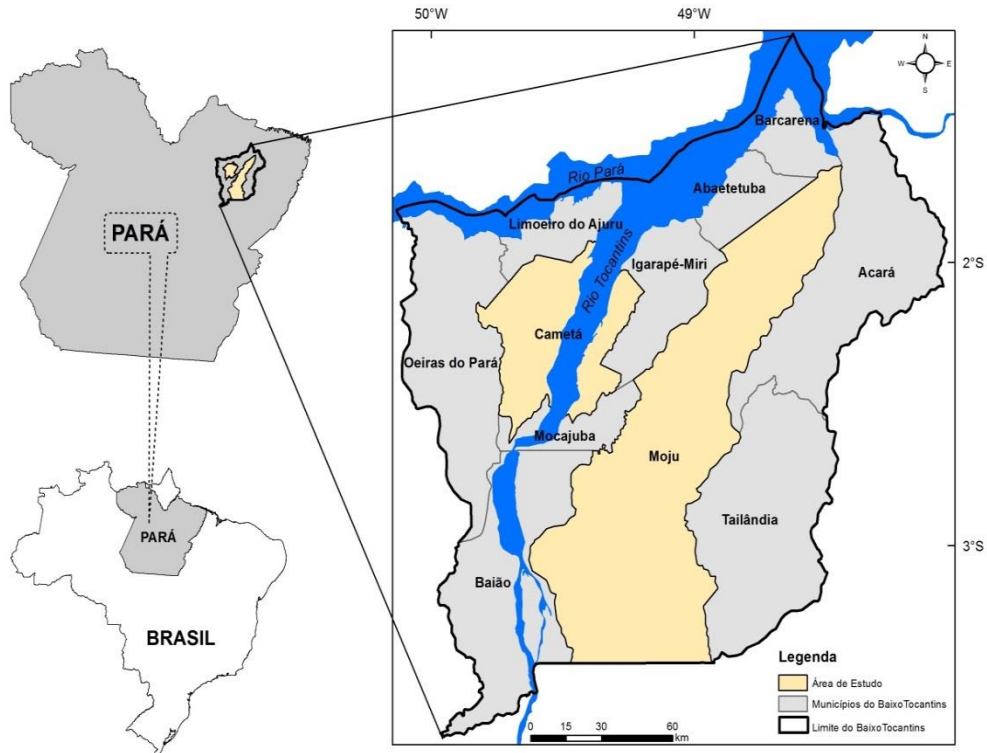 50°W
49°W
N
W
E
S
Barcarena
Rio Pará
Abaetetuba
PARÁ
Limoeiro do Ajuru
Igarapé-Miri
Rio Tocantins
2°S
Acará
Cametá
Oeiras do Pará
Mocajuba
Moju
Tailândia
PARÁ
3°S
Baião
BRASIL
Legenda
Área de Estudo
Municípios do BaixoTocantins
Limite do BaixoTocantins
0 15 30 60
km